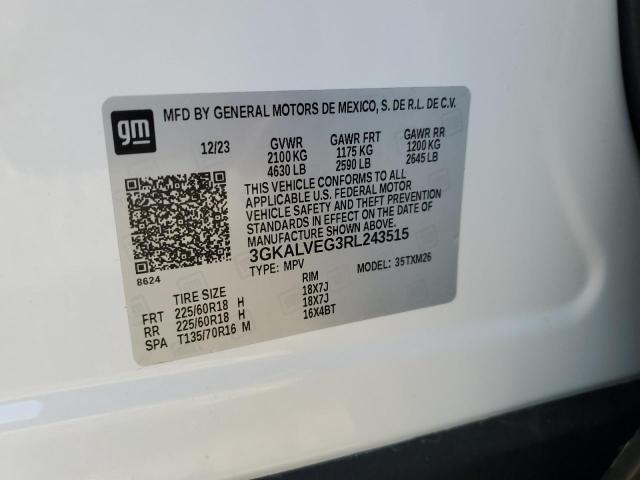 gm
MFD BY GENERAL MOTORS DE MEXICO, S. DE R.L. DE C.V.
12/23 GVWR GAWR FRT GAWR RR
2100 KG 1175 KG 1200 KG
4630 LB 2590 LB 2645 LB
THIS VEHICLE CONFORMS TO ALL
APPLICABLE U.S. FEDERAL MOTOR
VEHICLE SAFETY AND THEFT PREVENTION
STANDARDS IN EFFECT ON THE DATE OF
MANUFACTURE SHOWN ABOVE.
3GKALVEG3RL243515
8624 TYPE: MPV MODEL: 35TXM26
TIRE SIZE RIM
FRT 225/60R18 H 18X7J
RR 225/60R18 H 18X7J
SPA T135/70R16 M 16X4BT